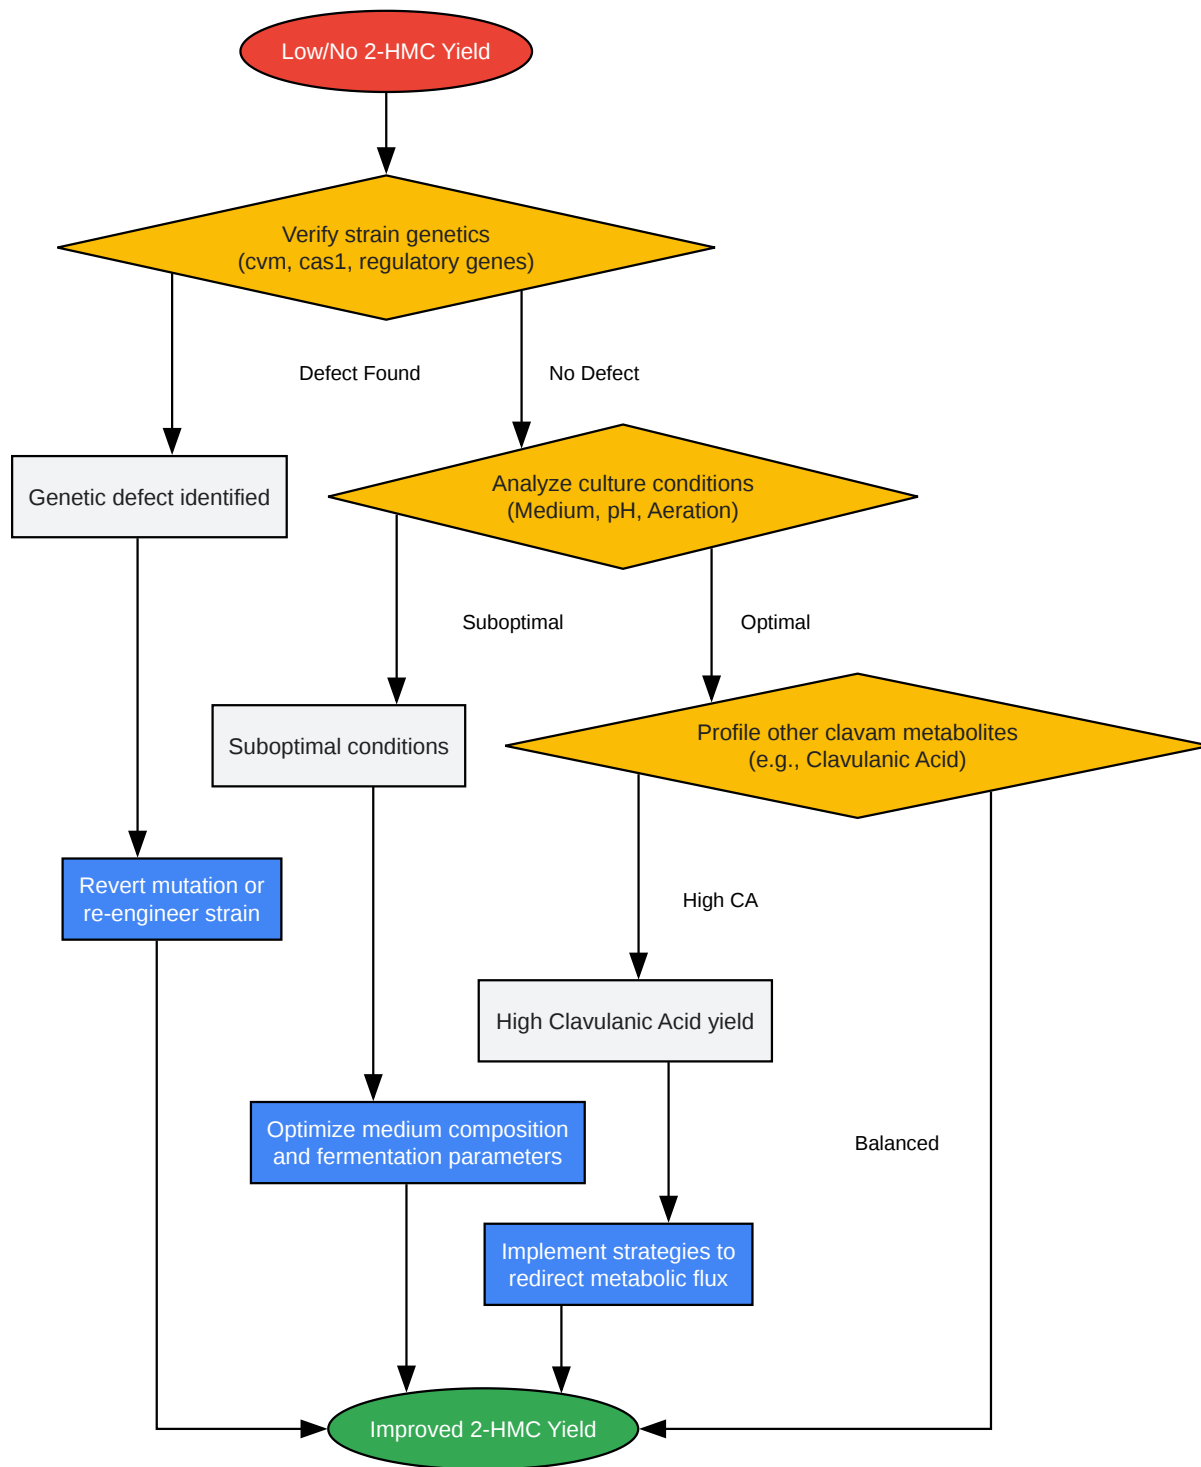 Low/No 2-HMC Yield
Verify strain genetics
(cvm, cas1, regulatory genes)
Defect Found
No Defect
Genetic defect identified
Analyze culture conditions
(Medium, pH, Aeration)
Suboptimal
Optimal
Suboptimal conditions
Profile other clavam metabolites
(e.g., Clavulanic Acid)
Revert mutation or
re-engineer strain
High CA
High Clavulanic Acid yield
Optimize medium composition
and fermentation parameters
Balanced
Implement strategies to
redirect metabolic flux
Improved 2-HMC Yield